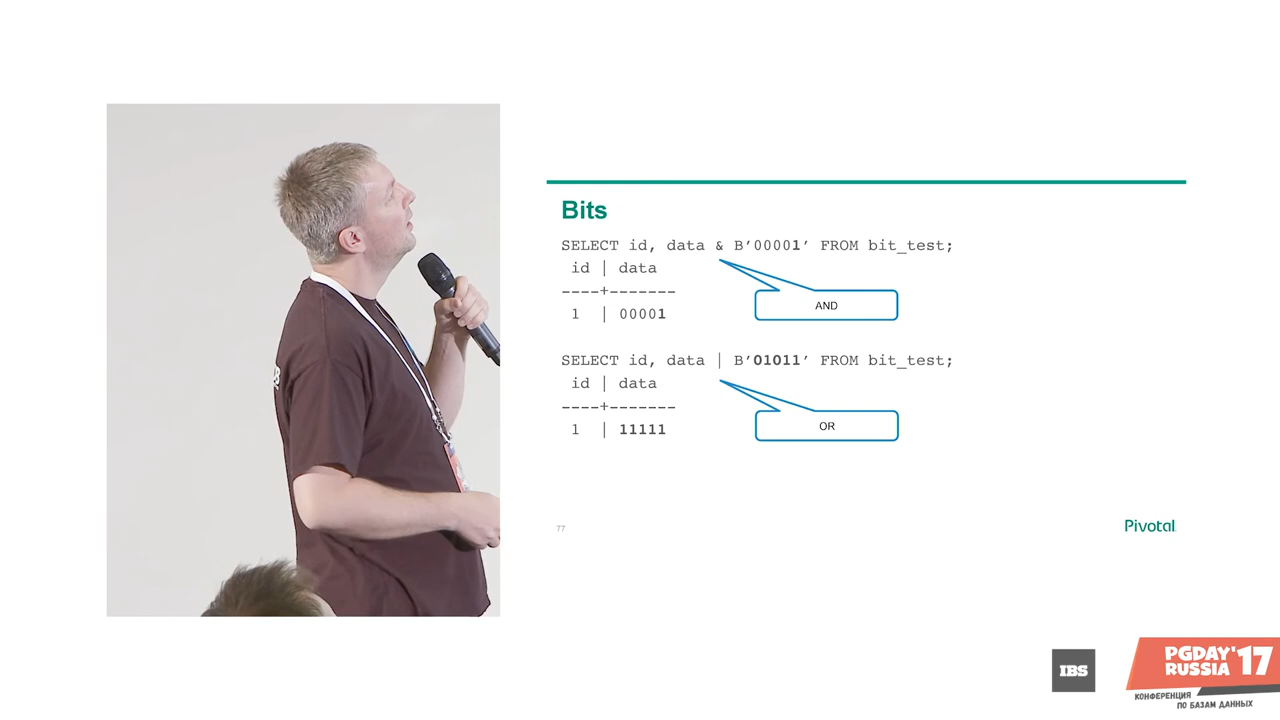 Bits
SELECT id, data & B’00001’ FROM bit_test;
id | data
----+-------
1 | 00001
AND
SELECT id, data | B’01011’ FROM bit_test;
id | data
----+-------
1 | 11111
OR
77
Pivotal
IBS
PGDAY'17
RUSSIA
КОНФЕРЕНЦИЯ
ПО БАЗАМ ДАННЫХ